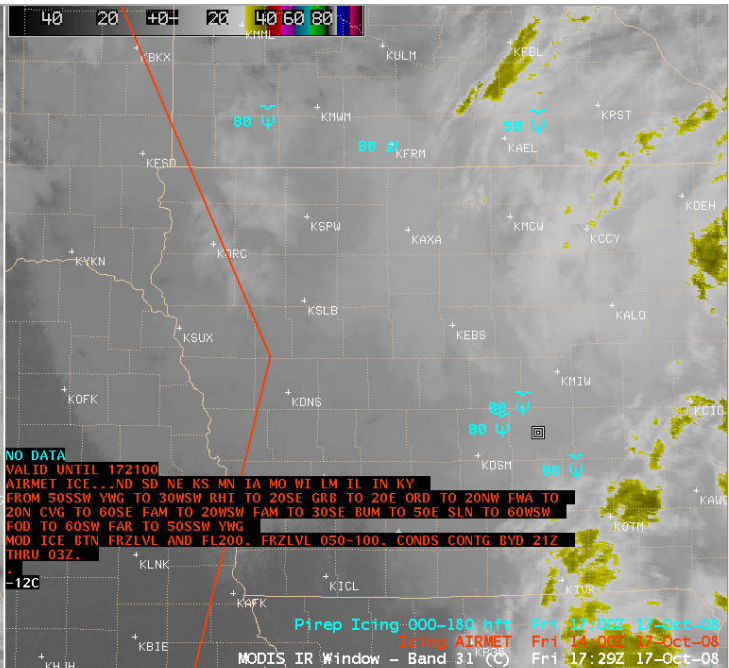 40 20 +0- 20 40 60 80
KMML
KBKX
KULM
KFBL
80
KMWM
50
KRST
80
KFRM
KAEL
KFSD
KDEH
KSPW
KAXA
KMCW
KCCY
KORC
KYKN
KSLB
KALO
KSUX
KEBS
KMIW
KOFK
KDNS
80
KCID
80
NO DATA
KDSM
80
VALID UNTIL 172100
AIRMET ICE...ND SD NE KS MN IA MO WI LM IL IN KY
FROM 50SSW YWG TO 30WSW RHI TO 20SE GRB TO 20E ORD TO 20NW FWA TO
20N CVG TO 60SE FAM TO 20WSW FAM TO 30SE BUM TO 50E SLN TO 60WSW
FOD TO 60SW FAR TO 50SSW YWG
KOTM
MOD ICE BTN FRZLVL AND FL200. FRZLVL 050-100. CONDS CONTG BYD 21Z
THRU 03Z.
.
KLNK
-12C
KICL
KIRK
KAFK
Pirep Icing 000-180 hft Fri 17:00Z 17-Oct-08
KBIE
Icing AIRMET Fri 14:00Z 17-Oct-08
KHJH
MODIS IR Window - Band 31 (C) Fri 17:29Z 17-Oct-08